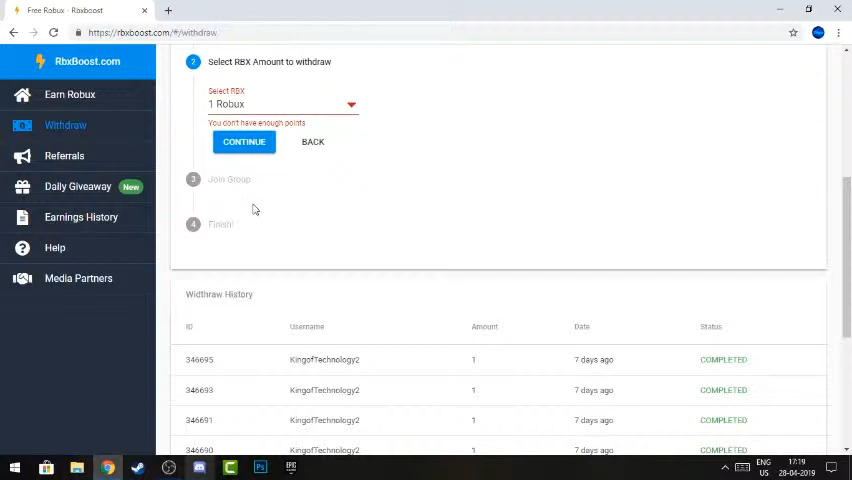 Free Robux - Rbxboost
https://rbxboost.com/#/withdraw
RbxBoost.com
Earn Robux
Withdraw
Referrals
Daily Giveaway New
Earnings History
Help
Media Partners
2 Select RBX Amount to withdraw
Select RBX
1 Robux
You don't have enough points
CONTINUE BACK
3 Join Group
4 Finish!
Widthraw History
ID Username Amount Date Status
346695 KingofTechnology2 1 7 days ago COMPLETED
346693 KingofTechnology2 1 7 days ago COMPLETED
346691 KingofTechnology2 1 7 days ago COMPLETED
346690 KingofTechnology2 1 7 days ago COMPLETED
Ps
EPIC
ENG 17:19
US 28-04-2019